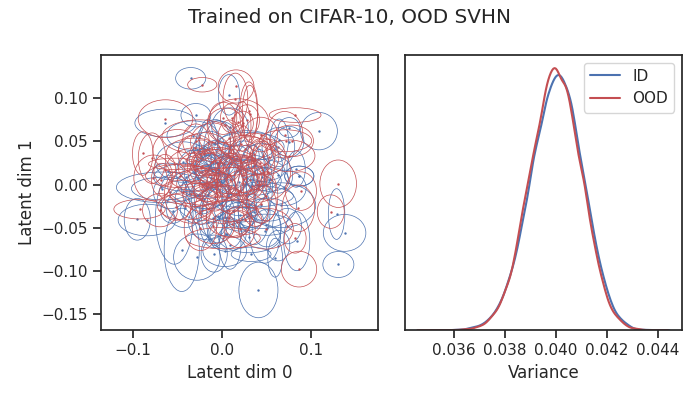 Trained on CIFAR-10, OOD SVHN
Latent dim 1
0.10
0.05
0.00
−0.05
−0.10
−0.15
−0.1 0.0 0.1
Latent dim 0
ID
OOD
0.036 0.038 0.040 0.042 0.044
Variance